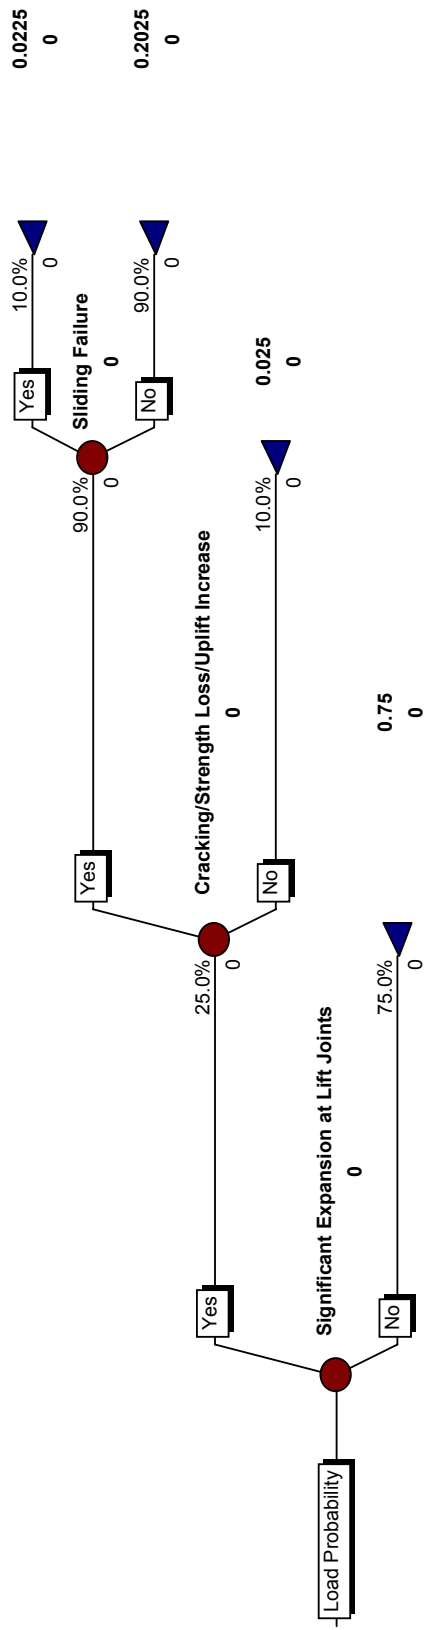 Load Probability
Significant Expansion at Lift Joints
0
Yes
25.0%
0
Cracking/Strength Loss/Uplift Increase
0
Yes
90.0%
0
Sliding Failure
0
Yes
10.0%
0
0.0225
0
No
90.0%
0
0.2025
0
No
10.0%
0
0.025
0
No
75.0%
0
0.75
0